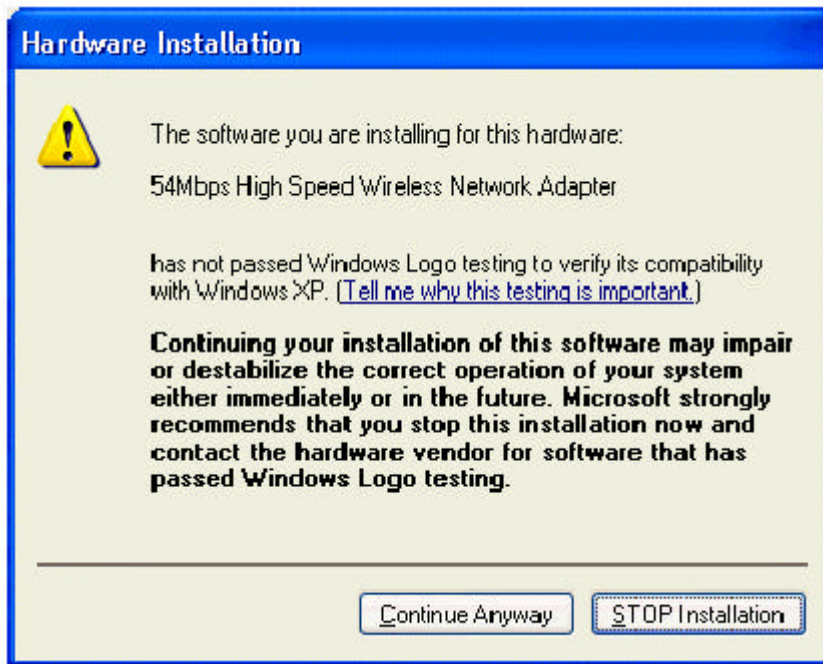 Hardware Installation
The software you are installing for this hardware:
54Mbps High Speed Wireless Network Adapter
has not passed Windows Logo testing to verify its compatibility
with Windows XP. (Tell me why this testing is important.)
Continuing your installation of this software may impair
or destabilize the correct operation of your system
either immediately or in the future. Microsoft strongly
recommends that you stop this installation now and
contact the hardware vendor for software that has
passed Windows Logo testing.
Continue Anyway
STOP Installation